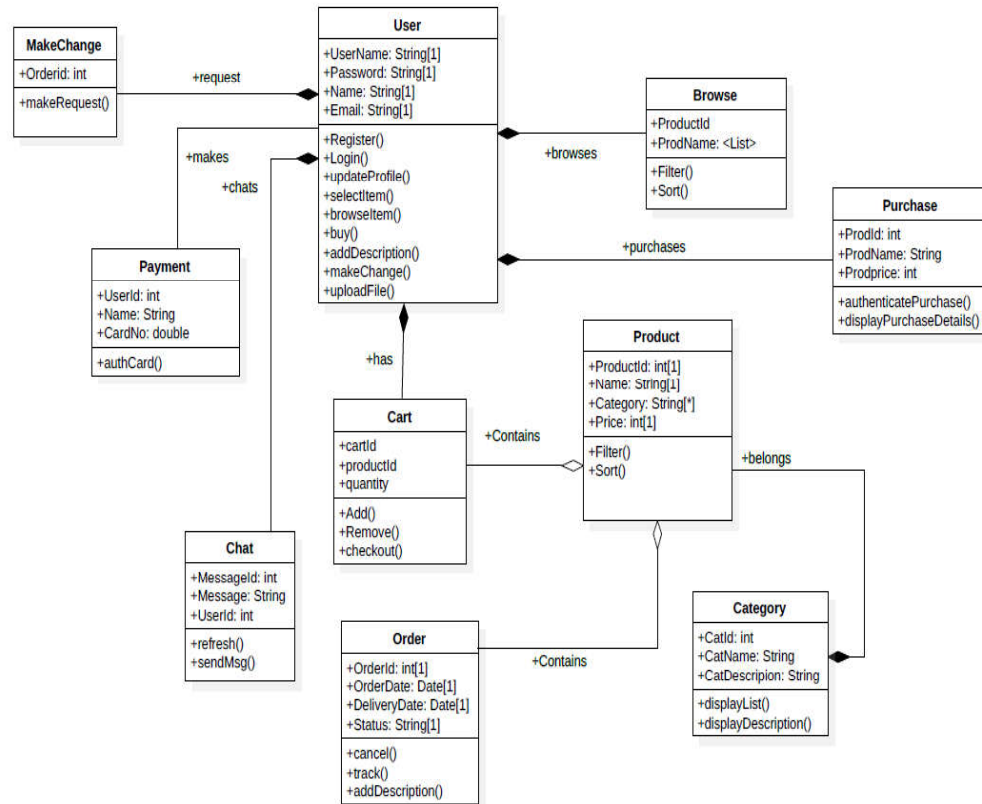 MakeChange
+Orderid: int
+makeRequest()
+request
User
+UserName: String[1]
+Password: String[1]
+Name: String[1]
+Email: String[1]
+Register()
+Login()
+updateProfile()
+selectItem()
+browseItem()
+buy()
+addDescription()
+makeChange()
+uploadFile()
+browses
Browse
+ProductId
+ProdName: <List>
+Filter()
+Sort()
+makes
+chats
+purchases
Purchase
+ProdId: int
+ProdName: String
+Prodprice: int
+authenticatePurchase()
+displayPurchaseDetails()
Payment
+UserId: int
+Name: String
+CardNo: double
+authCard()
+has
Product
+ProductId: int[1]
+Name: String[1]
+Category: String[*]
+Price: int[1]
+Filter()
+Sort()
Cart
+cartId
+productId
+quantity
+Add()
+Remove()
+checkout()
+Contains
+belongs
Chat
+MessageId: int
+Message: String
+UserId: int
+refresh()
+sendMsg()
Order
+OrderId: int[1]
+OrderDate: Date[1]
+DeliveryDate: Date[1]
+Status: String[1]
+cancel()
+track()
+addDescription()
+Contains
Category
+CatId: int
+CatName: String
+CatDescripion: String
+displayList()
+displayDescription()